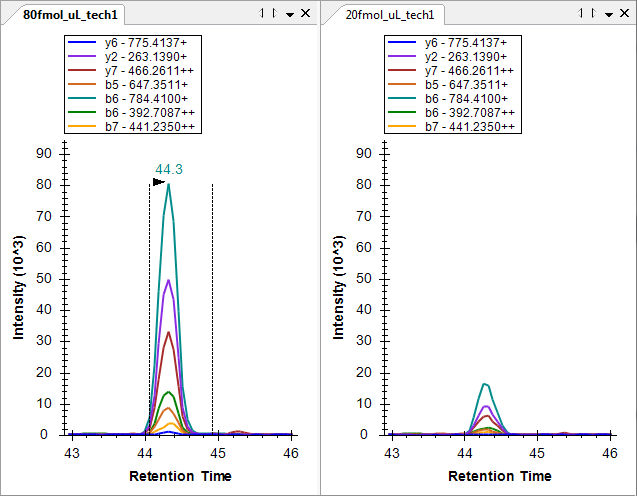 80fmol_uL_tech1
y6 - 775.4137+
y2 - 263.1390+
y7 - 466.2611++
b5 - 647.3511+
b6 - 784.4100+
b6 - 392.7087++
b7 - 441.2350++
44.3
90
80
70
60
50
40
30
20
10
0
Intensity (10^3)
43 44 45 46
Retention Time
20fmol_uL_tech1
y6 - 775.4137+
y2 - 263.1390+
y7 - 466.2611++
b5 - 647.3511+
b6 - 784.4100+
b6 - 392.7087++
b7 - 441.2350++
90
80
70
60
50
40
30
20
10
0
Intensity (10^3)
43 44 45 46
Retention Time